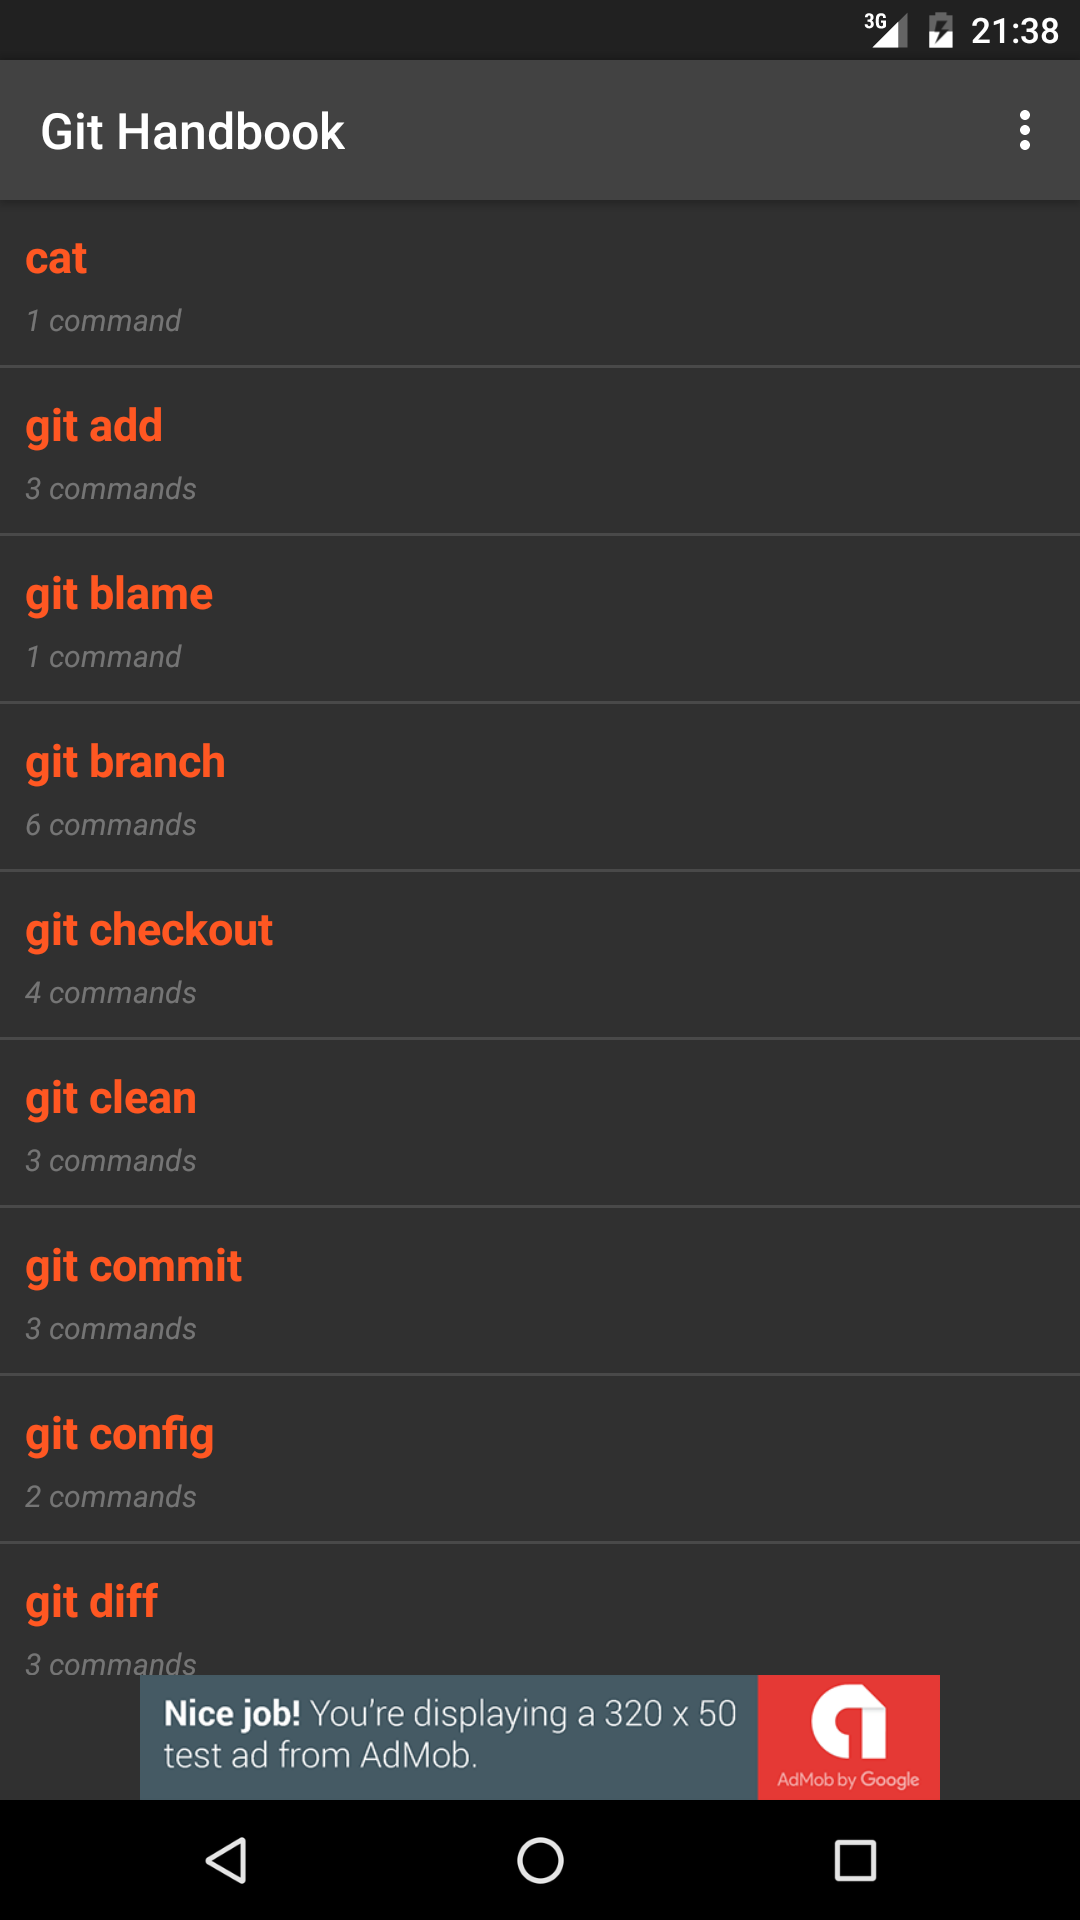 3G 21:38
Git Handbook
cat
1 command
git add
3 commands
git blame
1 command
git branch
6 commands
git checkout
4 commands
git clean
3 commands
git commit
3 commands
git config
2 commands
git diff
3 commands
Nice job! You're displaying a 320 x 50
test ad from AdMob.
AdMob by Google